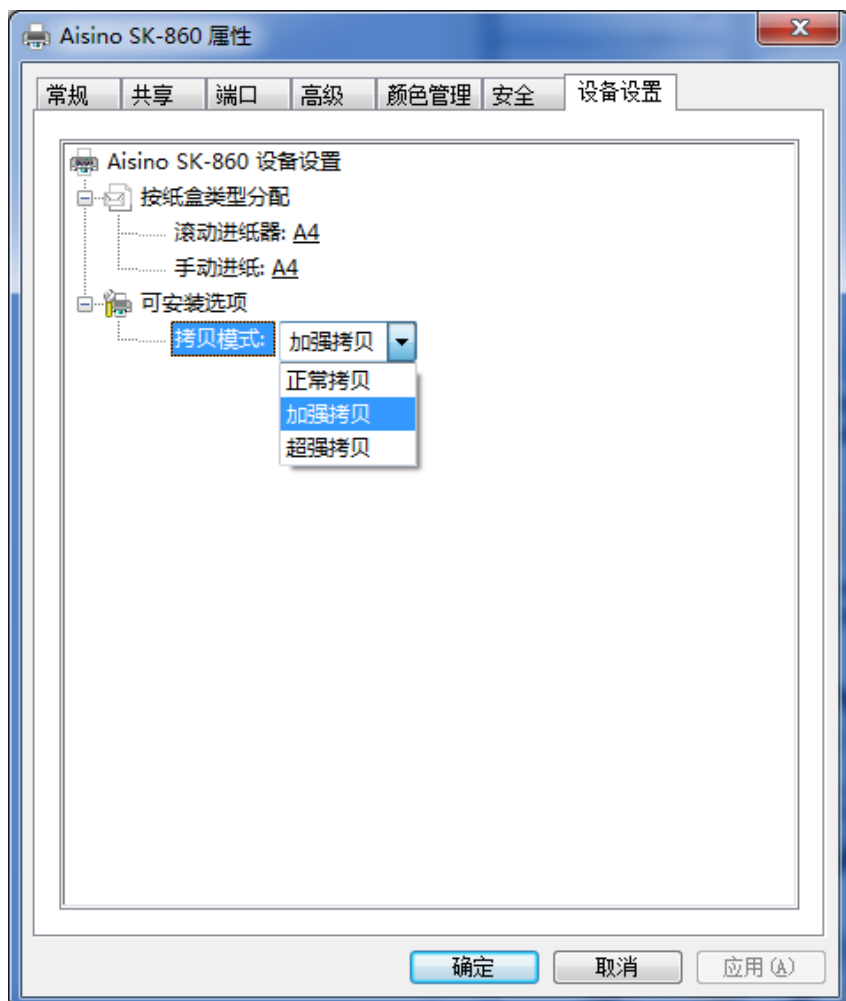 Aisino SK-860 属性
常规 共享 端口 高级 颜色管理 安全 设备设置
Aisino SK-860 设备设置
按纸盒类型分配
滚动进纸器: A4
手动进纸: A4
可安装选项
拷贝模式: 加强拷贝
正常拷贝
加强拷贝
超强拷贝
确定 取消 应用(A)